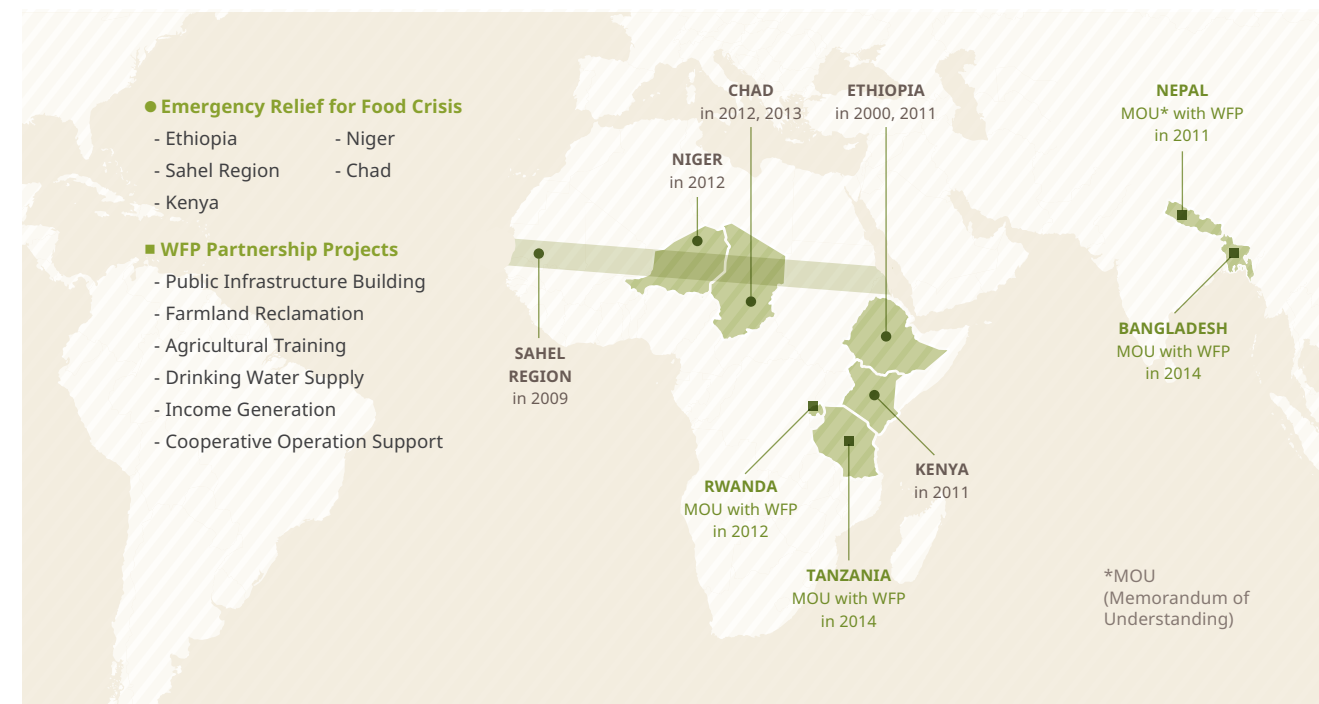 Emergency Relief for Food Crisis
- Ethiopia
- Niger
- Sahel Region
- Chad
- Kenya
WFP Partnership Projects
- Public Infrastructure Building
- Farmland Reclamation
- Agricultural Training
- Drinking Water Supply
- Income Generation
- Cooperative Operation Support
CHAD
in 2012, 2013
ETHIOPIA
in 2000, 2011
NIGER
in 2012
SAHEL
REGION
in 2009
KENYA
in 2011
RWANDA
MOU with WFP
in 2012
TANZANIA
MOU with WFP
in 2014
NEPAL
MOU* with WFP
in 2011
BANGLADESH
MOU with WFP
in 2014
*MOU
(Memorandum of
Understanding)